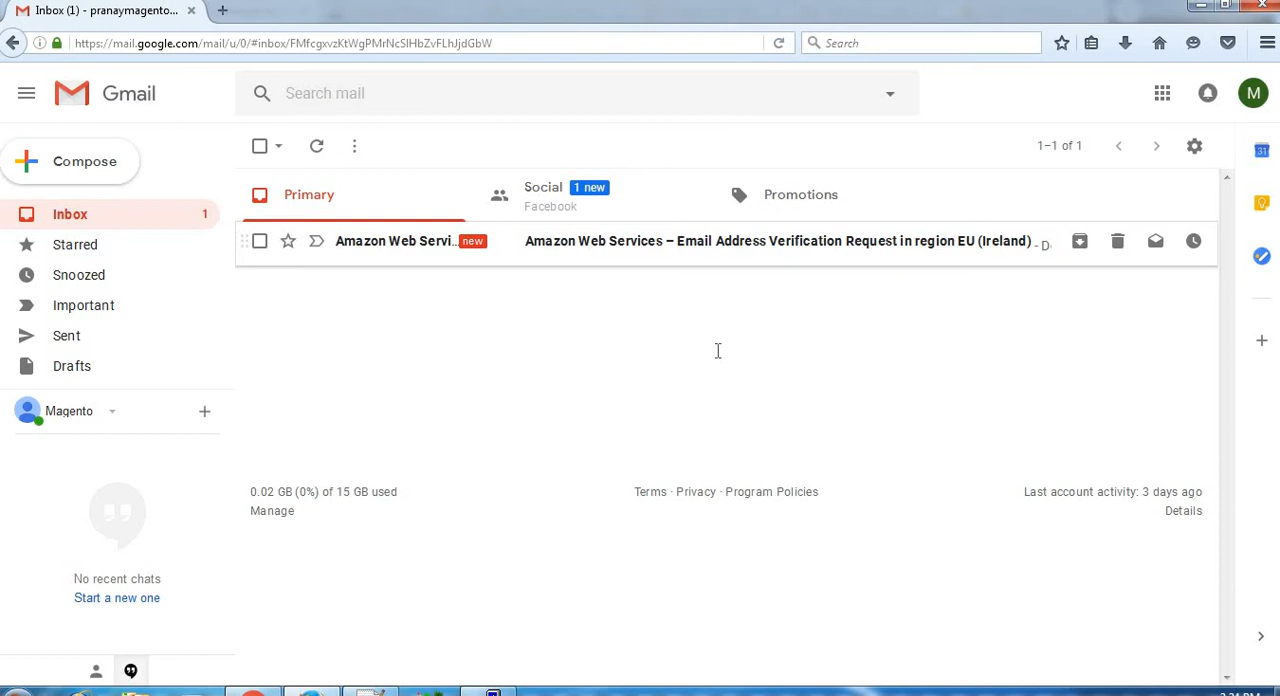 Inbox (1) - pranaymagento...
https://mail.google.com/mail/u/0/#inbox/FMfcgxvzKtWgPMrNcSlHbZvFLhJjdGbW
Search
Gmail
Search mail
M
Compose
1–1 of 1
31
Primary
Social 1 new
Facebook
Promotions
Inbox 1
Amazon Web Servi.. new Amazon Web Services – Email Address Verification Request in region EU (Ireland) - De
Starred
Snoozed
Important
Sent
Drafts
Magento
0.02 GB (0%) of 15 GB used
Manage
Terms · Privacy · Program Policies
Last account activity: 3 days ago
Details
No recent chats
Start a new one